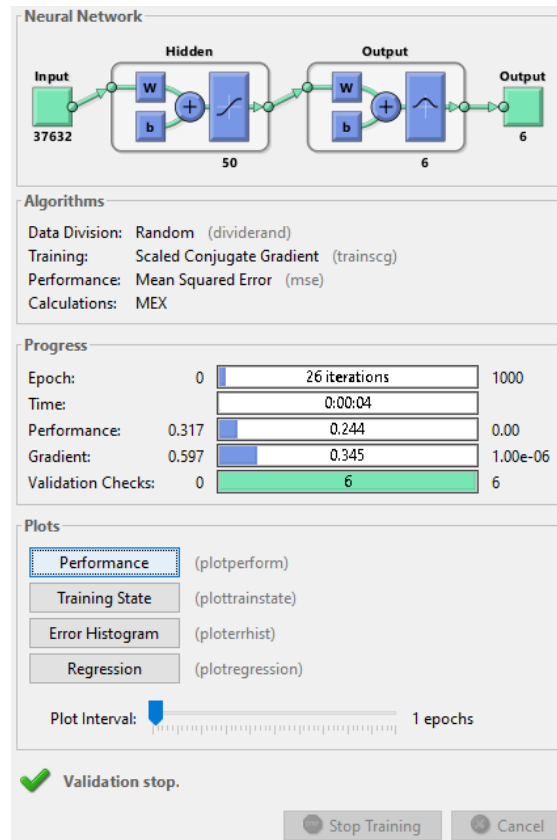 Neural Network
Hidden
Output
Input
W
b
+
W
b
+
Output
37632
50
6
6
Algorithms
Data Division: Random (dividerand)
Training: Scaled Conjugate Gradient (trainscg)
Performance: Mean Squared Error (mse)
Calculations: MEX
Progress
Epoch: 0 26 iterations 1000
Time: 0:00:04
Performance: 0.317 0.244 0.00
Gradient: 0.597 0.345 1.00e-06
Validation Checks: 0 6 6
Plots
Performance (plotperform)
Training State (plottrainstate)
Error Histogram (ploterrhist)
Regression (plotregression)
Plot Interval: 1 epochs
Validation stop.
Stop Training Cancel